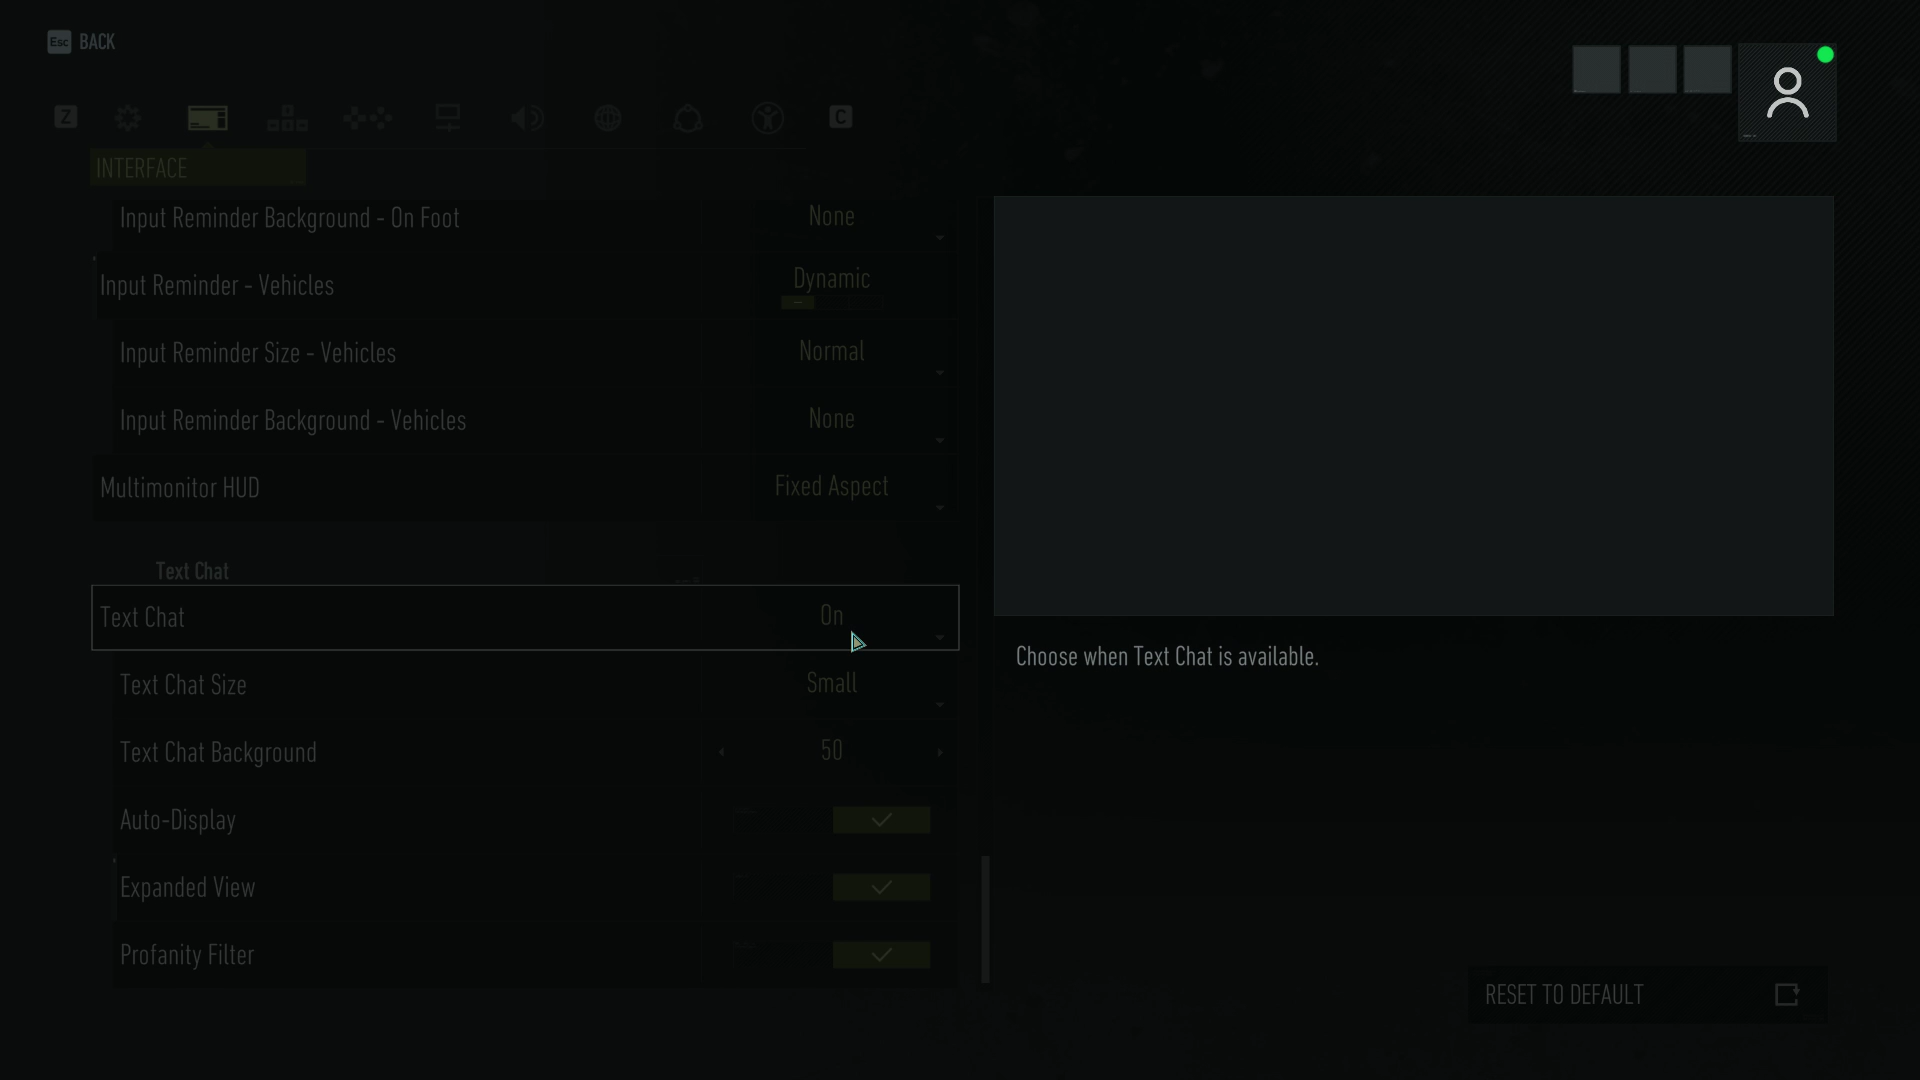 Esc BACK
Z C
INTERFACE
Input Reminder Background - On Foot None
Input Reminder - Vehicles Dynamic
Input Reminder Size - Vehicles Normal
Input Reminder Background - Vehicles None
Multimonitor HUD Fixed Aspect
Text Chat
Text Chat On
Text Chat Size Small
Text Chat Background 50
Auto-Display
Expanded View
Profanity Filter
Choose when Text Chat is available.
RESET TO DEFAULT